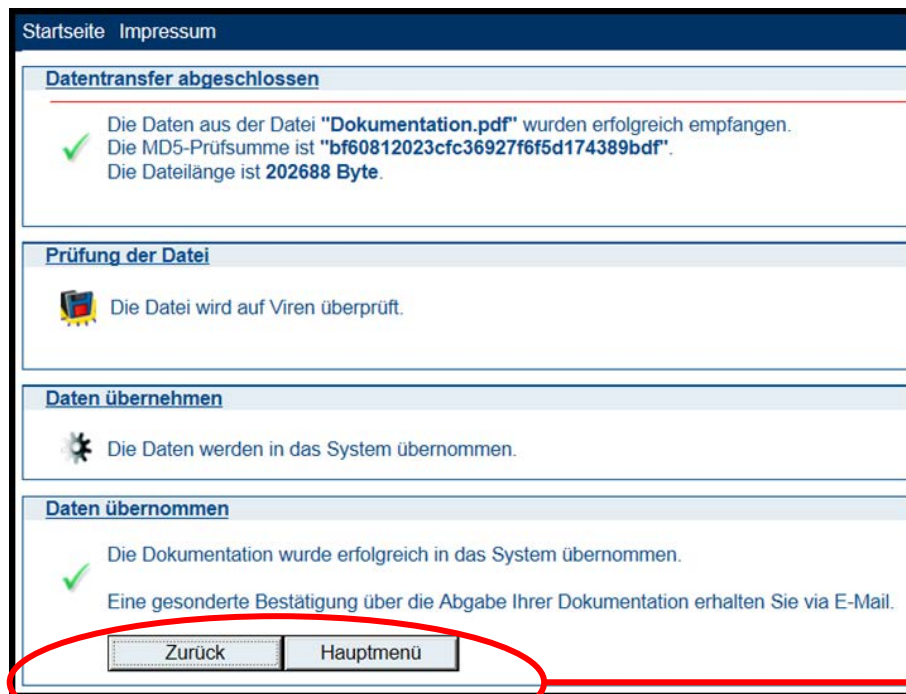 Startseite Impressum
Datentransfer abgeschlossen
Die Daten aus der Datei "Dokumentation.pdf" wurden erfolgreich empfangen.
Die MD5-Prüfsumme ist "bf60812023cfc36927f6f5d174389bdf".
Die Dateilänge ist 202688 Byte.
Prüfung der Datei
Die Datei wird auf Viren überprüft.
Daten übernehmen
Die Daten werden in das System übernommen.
Daten übernommen
Die Dokumentation wurde erfolgreich in das System übernommen.
Eine gesonderte Bestätigung über die Abgabe Ihrer Dokumentation erhalten Sie via E-Mail.
Zurück Hauptmenü